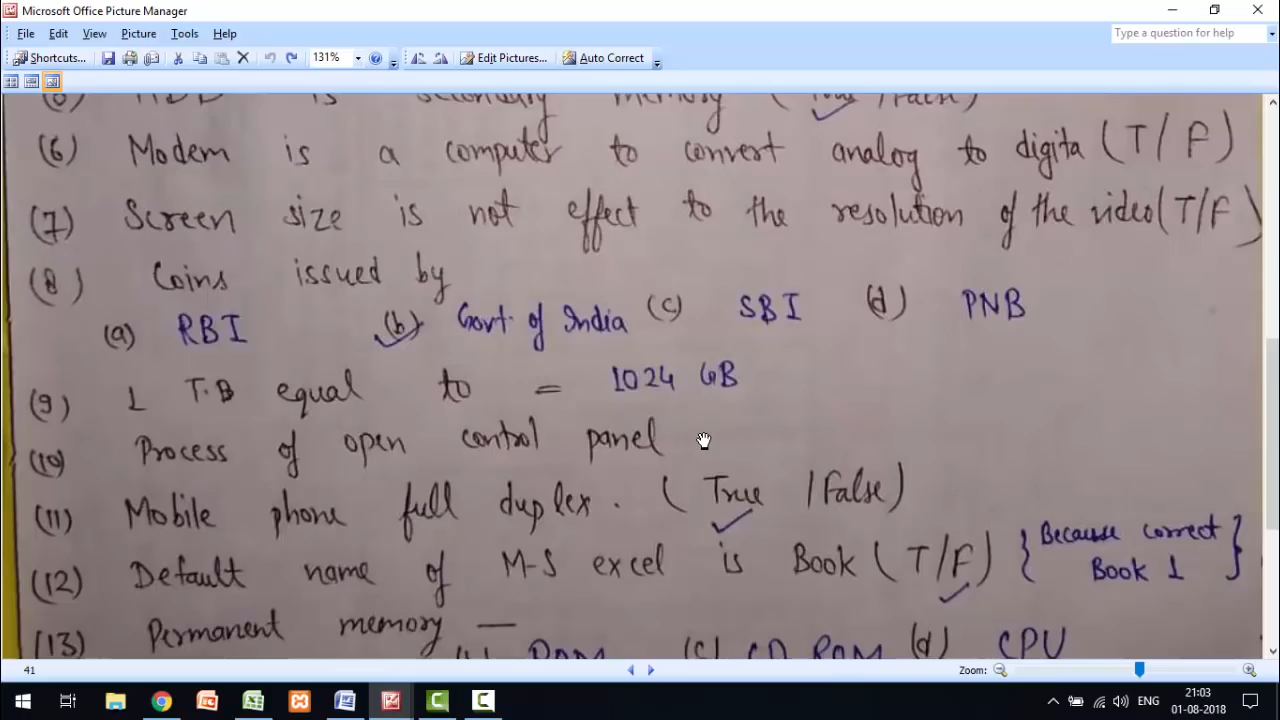 Microsoft Office Picture Manager
File Edit View Picture Tools Help
Type a question for help
Shortcuts... 131% Edit Pictures... Auto Correct
is secondary memory (True / False)
(6) Modem is a computer to convert analog to digita (T / F)
(7) Screen size is not effect to the resolution of the video (T/F)
(8) Coins issued by
(a) RBI (b) Govt. of India (c) SBI (d) PNB
(9) 1 T.B equal to = 1024 GB
(10) Process of open control panel
(11) Mobile phone full duplex. (True / False)
(12) Default name of M-S excel is Book (T/F) {Because correct
Book 1}
(13) Permanent memory —
(c) CD ROM (d) CPU
41 Zoom:
ENG 21:03
01-08-2018